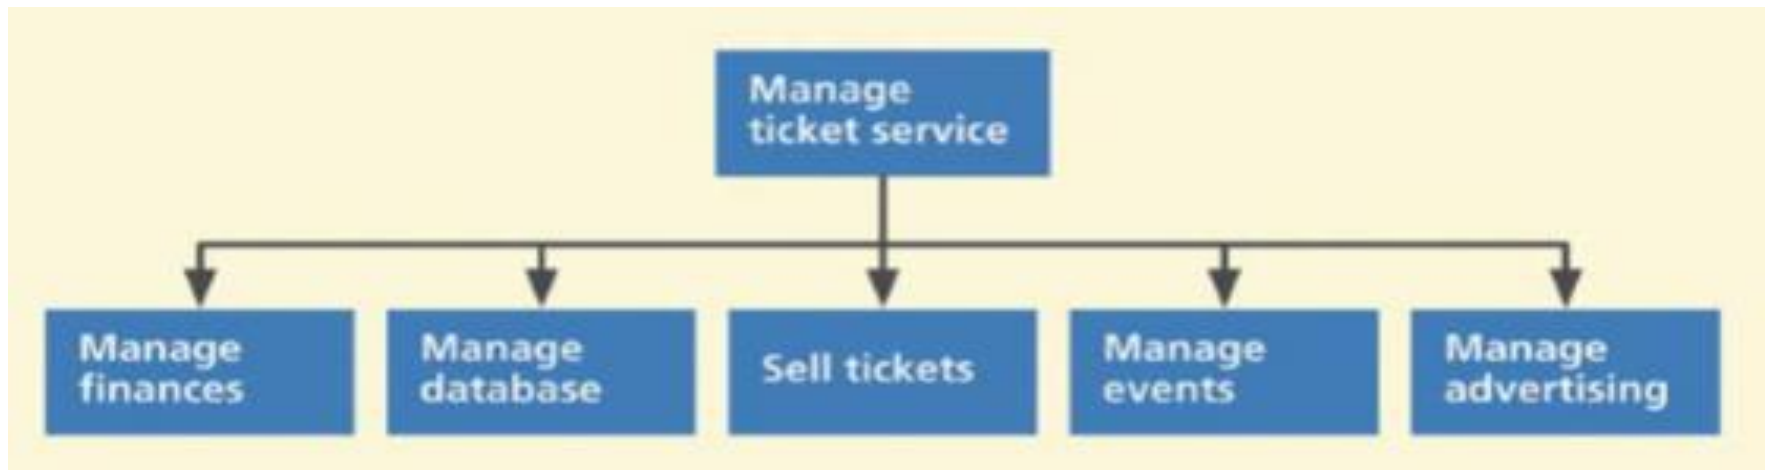 Manage
ticket service
Manage
finances
Manage
database
Sell tickets
Manage
events
Manage
advertising